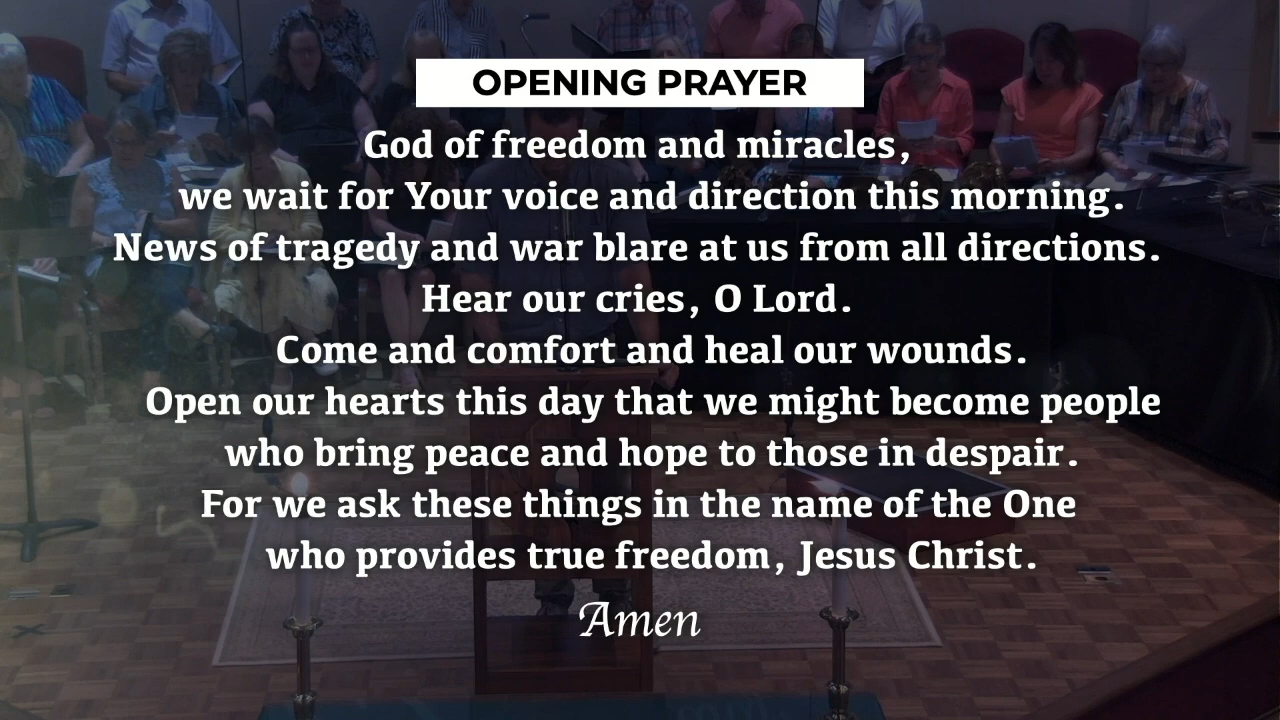 OPENING PRAYER
God of freedom and miracles,
we wait for Your voice and direction this morning.
News of tragedy and war blare at us from all directions.
Hear our cries, O Lord.
Come and comfort and heal our wounds.
Open our hearts this day that we might become people
who bring peace and hope to those in despair.
For we ask these things in the name of the One
who provides true freedom, Jesus Christ.
Amen